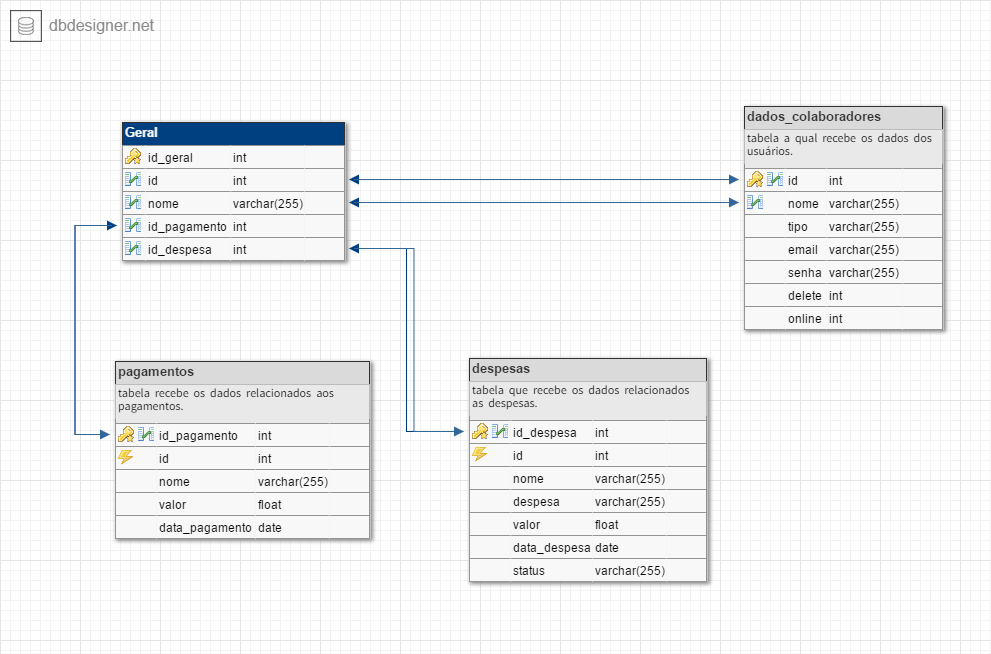 dbdesigner.net
Geral
id_geral int
id int
nome varchar(255)
id_pagamento int
id_despesa int
dados_colaboradores
tabela a qual recebe os dados dos
usuários.
id int
nome varchar(255)
tipo varchar(255)
email varchar(255)
senha varchar(255)
delete int
online int
pagamentos
tabela recebe os dados relacionados aos
pagamentos.
id_pagamento int
id int
nome varchar(255)
valor float
data_pagamento date
despesas
tabela que recebe os dados relacionados
as despesas.
id_despesa int
id int
nome varchar(255)
despesa varchar(255)
valor float
data_despesa date
status varchar(255)